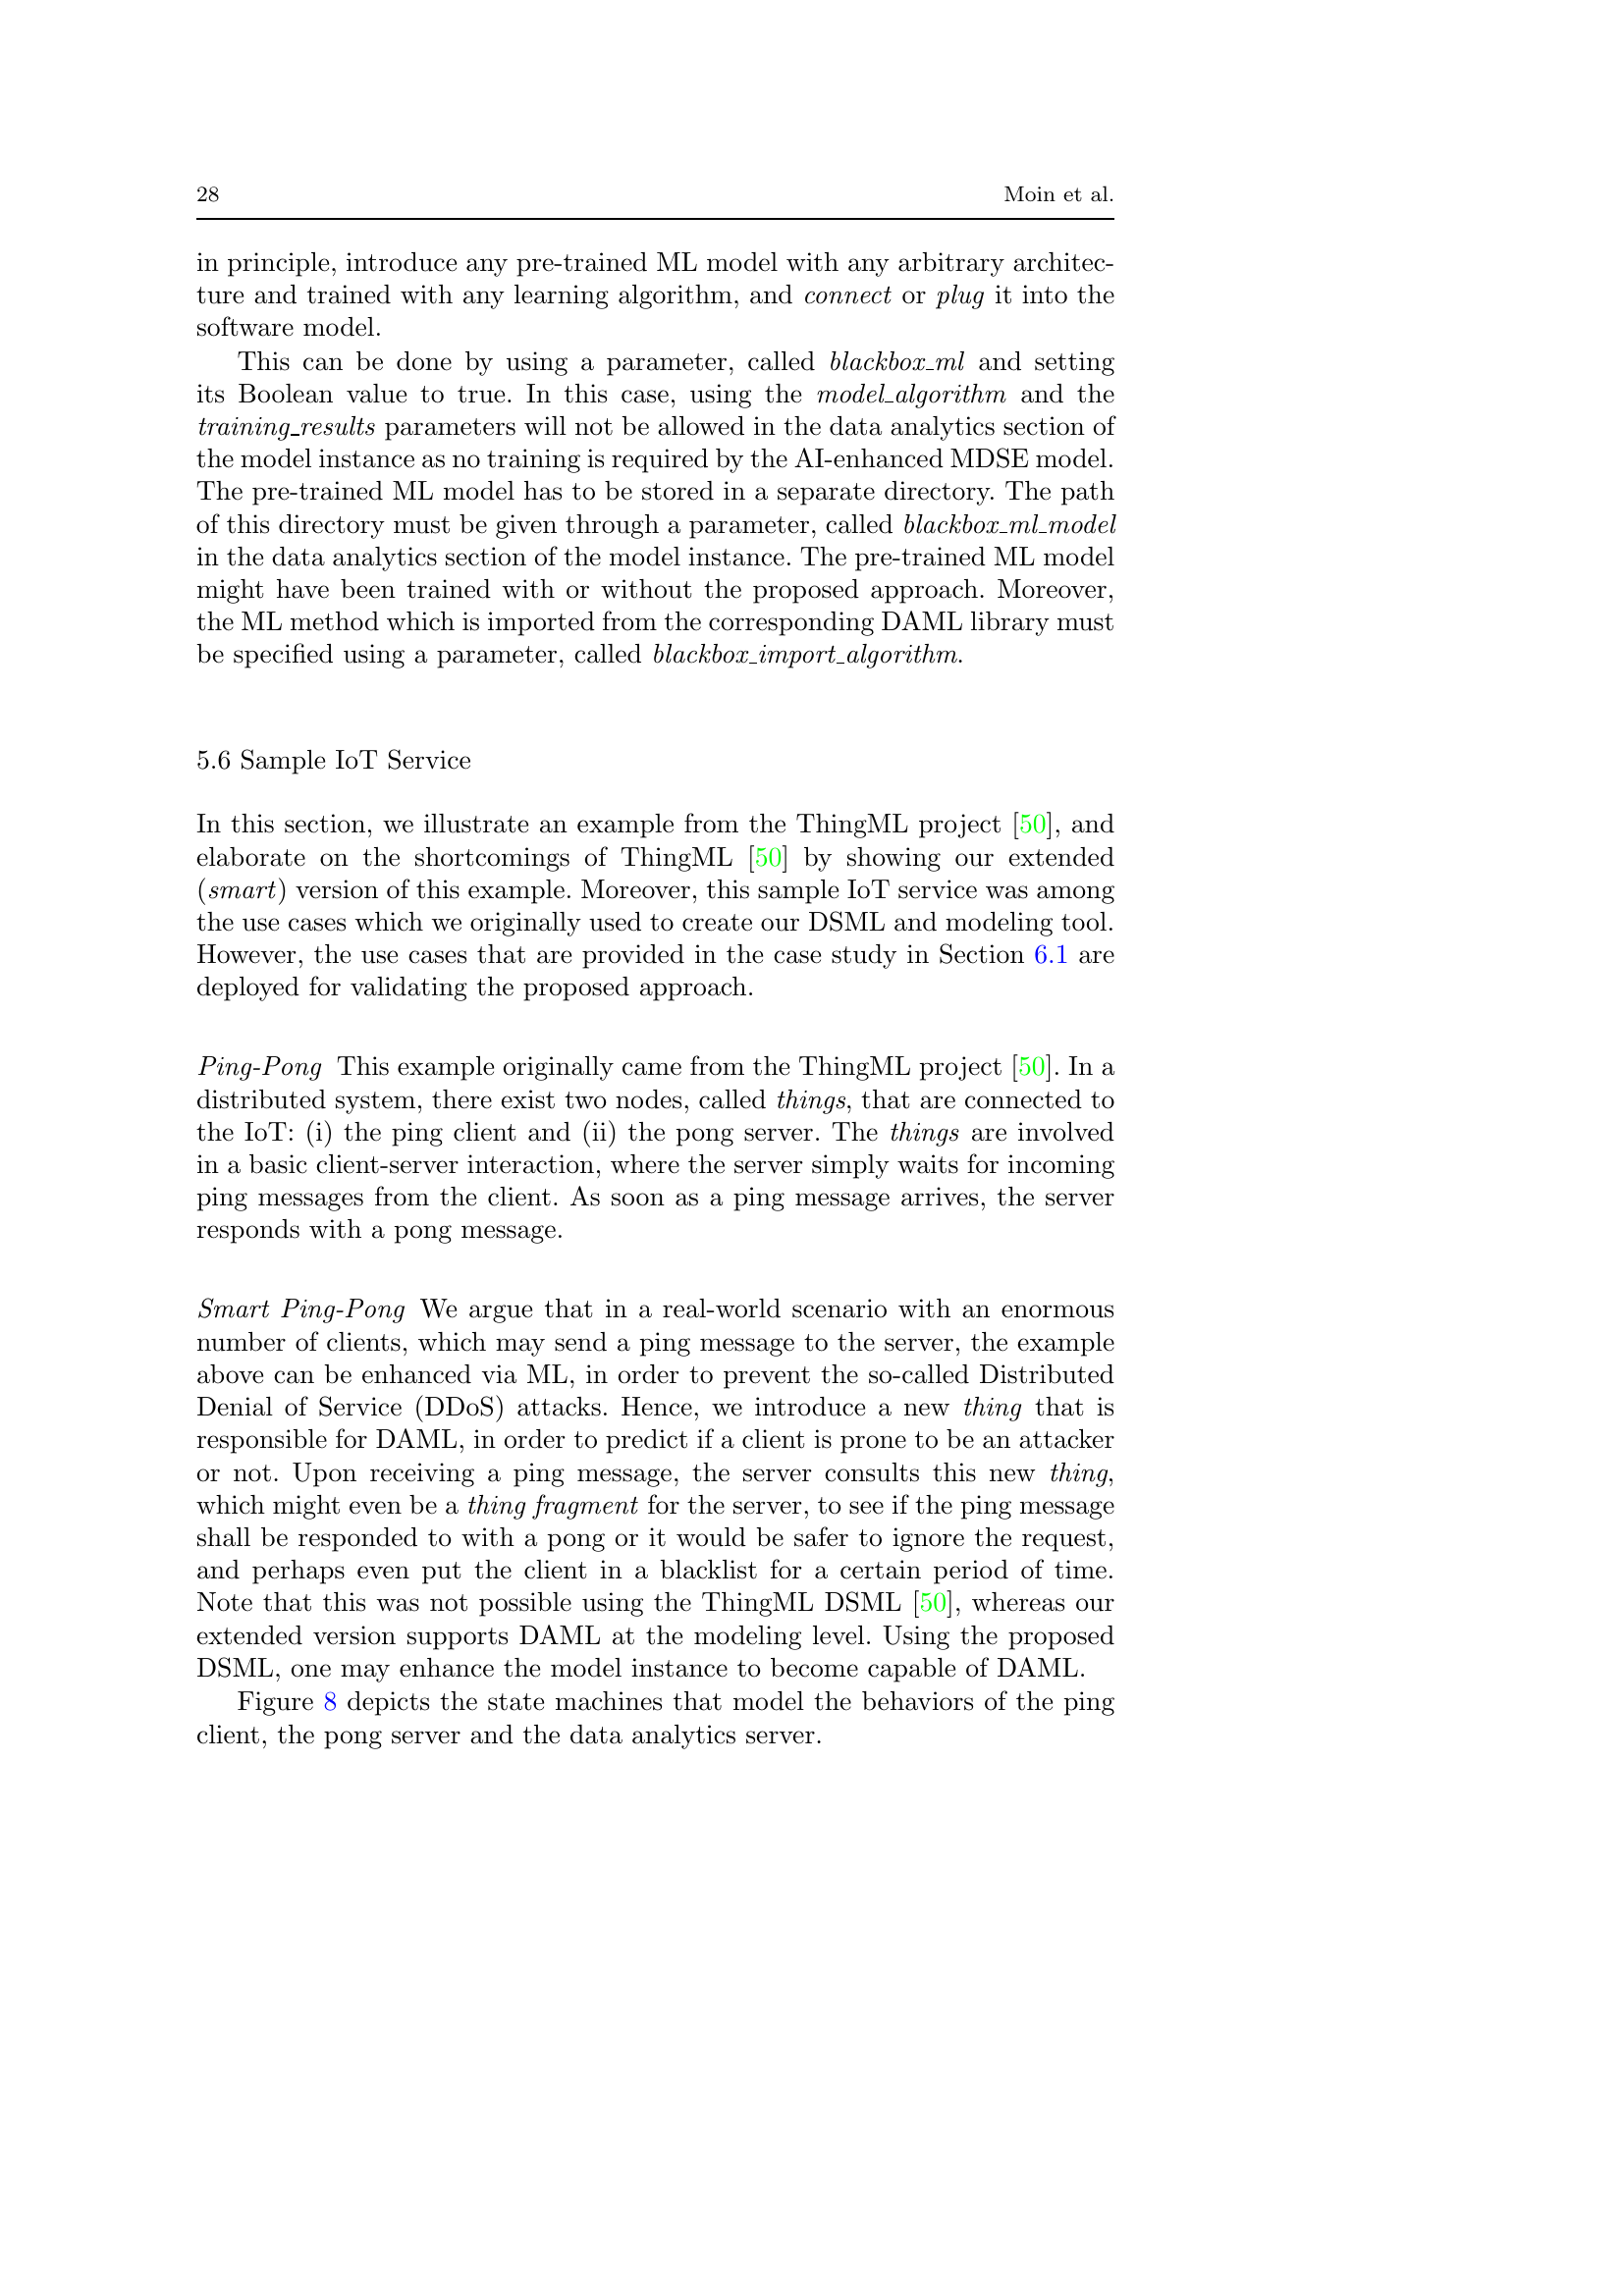 28
Moin et al.
in principle, introduce any pre-trained ML model with any arbitrary architec-
ture and trained with any learning algorithm, and connect or plug it into the
software model.
This can be done by using a parameter, called blackbox_ml and setting
its Boolean value to true. In this case, using the model_algorithm and the
training_results parameters will not be allowed in the data analytics section of
the model instance as no training is required by the AI-enhanced MDSE model.
The pre-trained ML model has to be stored in a separate directory. The path
of this directory must be given through a parameter, called blackbox_ml_model
in the data analytics section of the model instance. The pre-trained ML model
might have been trained with or without the proposed approach. Moreover,
the ML method which is imported from the corresponding DAML library must
be specified using a parameter, called blackbox_import_algorithm.
5.6 Sample IoT Service
In this section, we illustrate an example from the ThingML project [50], and
elaborate on the shortcomings of ThingML [50] by showing our extended
(smart) version of this example. Moreover, this sample IoT service was among
the use cases which we originally used to create our DSML and modeling tool.
However, the use cases that are provided in the case study in Section 6.1 are
deployed for validating the proposed approach.
Ping-Pong This example originally came from the ThingML project [50]. In a
distributed system, there exist two nodes, called things, that are connected to
the IoT: (i) the ping client and (ii) the pong server. The things are involved
in a basic client-server interaction, where the server simply waits for incoming
ping messages from the client. As soon as a ping message arrives, the server
responds with a pong message.
Smart Ping-Pong We argue that in a real-world scenario with an enormous
number of clients, which may send a ping message to the server, the example
above can be enhanced via ML, in order to prevent the so-called Distributed
Denial of Service (DDoS) attacks. Hence, we introduce a new thing that is
responsible for DAML, in order to predict if a client is prone to be an attacker
or not. Upon receiving a ping message, the server consults this new thing,
which might even be a thing fragment for the server, to see if the ping message
shall be responded to with a pong or it would be safer to ignore the request,
and perhaps even put the client in a blacklist for a certain period of time.
Note that this was not possible using the ThingML DSML [50], whereas our
extended version supports DAML at the modeling level. Using the proposed
DSML, one may enhance the model instance to become capable of DAML.
Figure 8 depicts the state machines that model the behaviors of the ping
client, the pong server and the data analytics server.